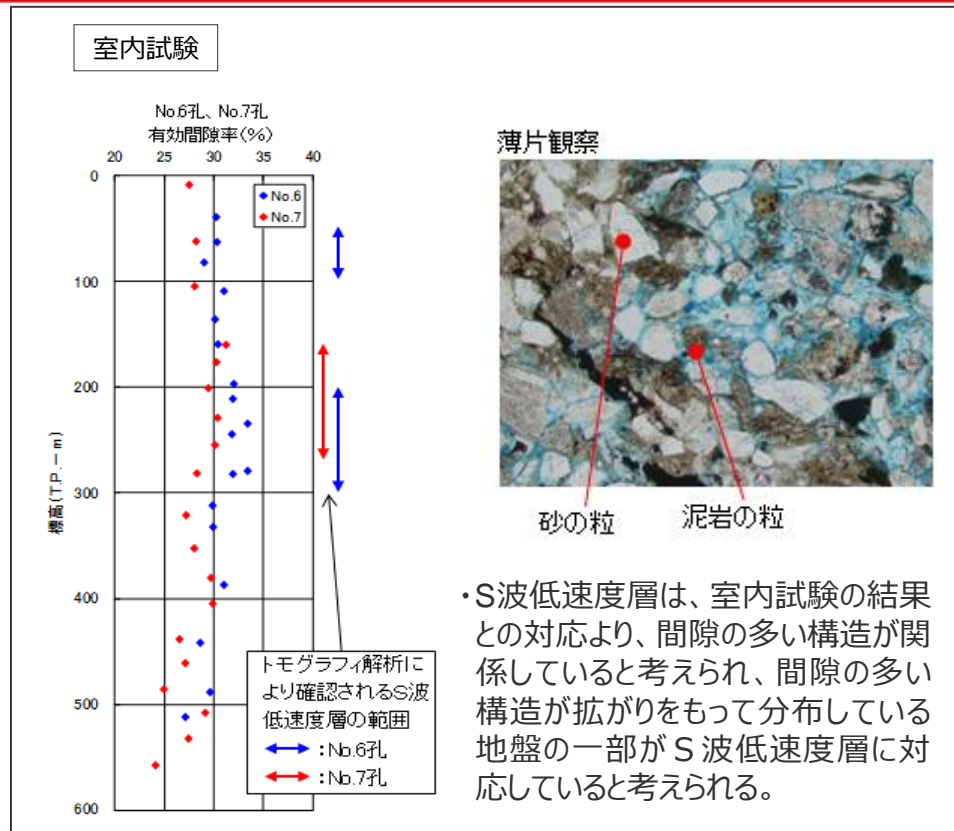 室内試験
No.6孔、No.7孔
有効間隙率(%)
20 25 30 35 40
0
100
200
300
400
500
600
標高(T.P.－m)
No.6
No.7
トモグラフィ解析に
より確認されるS波
低速度層の範囲
：No.6孔
：No.7孔
薄片観察
砂の粒
泥岩の粒
・S波低速度層は、室内試験の結果
との対応より、間隙の多い構造が関
係していると考えられ、間隙の多い
構造が拡がりをもって分布している
地盤の一部がS波低速度層に対
応していると考えられる。